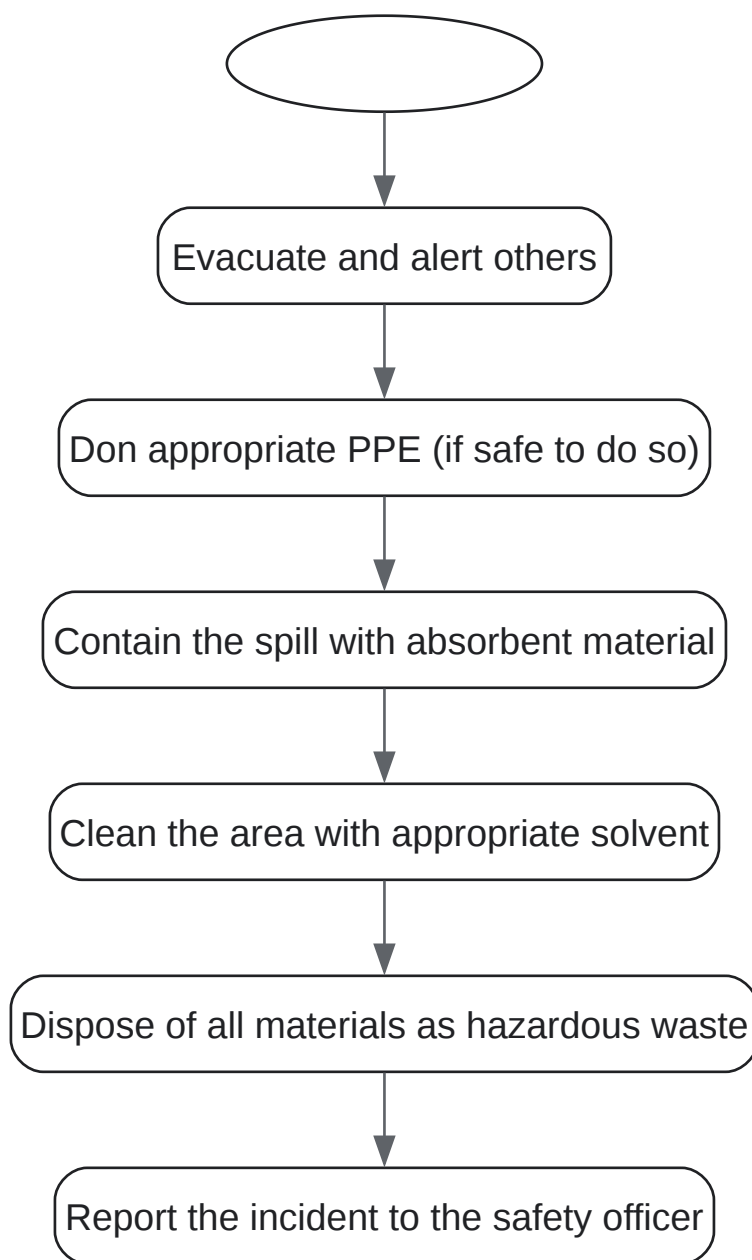 Evacuate and alert others
Don appropriate PPE (if safe to do so)
Contain the spill with absorbent material
Clean the area with appropriate solvent
Dispose of all materials as hazardous waste
Report the incident to the safety officer